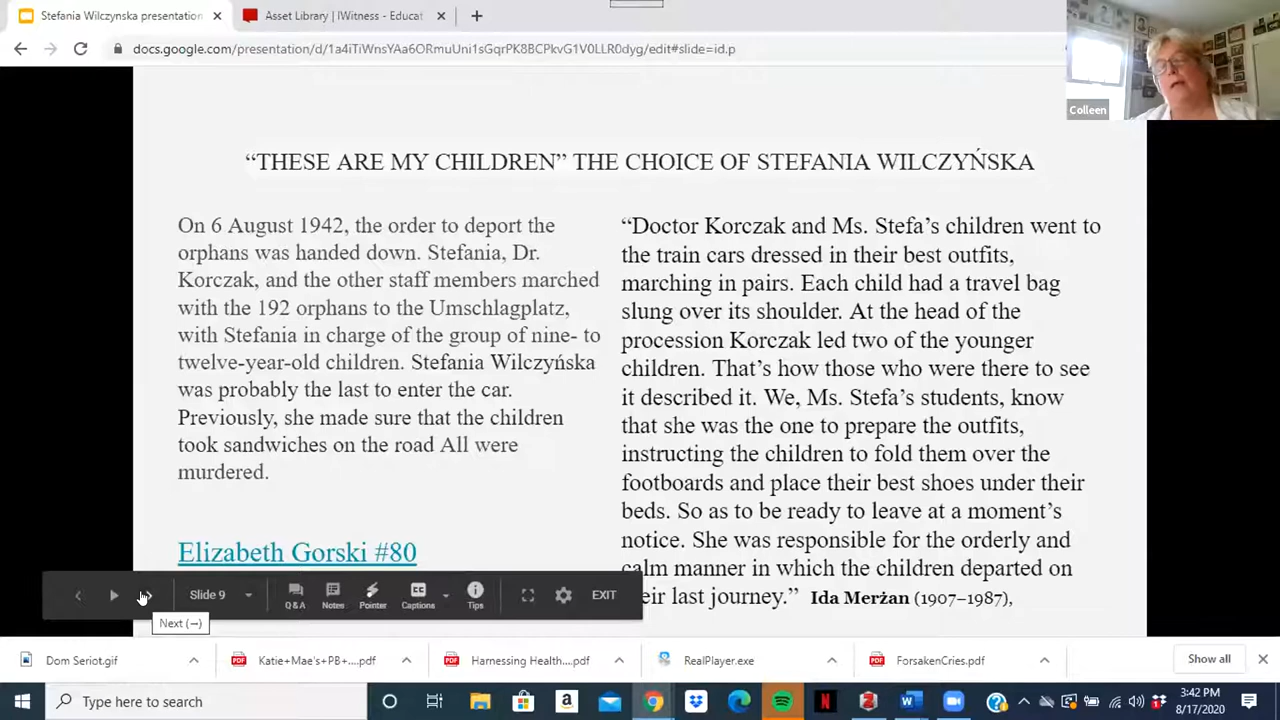 Stefania Wilczynska presentation
Asset Library | IWitness - Educat
docs.google.com/presentation/d/1a4iTiWnsYAa6ORmuUni1sGqrPK8BCPkvG1V0LLR0dyg/edit#slide=id.p
Colleen
“THESE ARE MY CHILDREN” THE CHOICE OF STEFANIA WILCZYŃSKA
On 6 August 1942, the order to deport the
orphans was handed down. Stefania, Dr.
Korczak, and the other staff members marched
with the 192 orphans to the Umschlagplatz,
with Stefania in charge of the group of nine- to
twelve-year-old children. Stefania Wilczyńska
was probably the last to enter the car.
Previously, she made sure that the children
took sandwiches on the road All were
murdered.
Elizabeth Gorski #80
“Doctor Korczak and Ms. Stefa’s children went to
the train cars dressed in their best outfits,
marching in pairs. Each child had a travel bag
slung over its shoulder. At the head of the
procession Korczak led two of the younger
children. That’s how those who were there to see
it described it. We, Ms. Stefa’s students, know
that she was the one to prepare the outfits,
instructing the children to fold them over the
footboards and place their best shoes under their
beds. So as to be ready to leave at a moment’s
notice. She was responsible for the orderly and
calm manner in which the children departed on
eir last journey.” Ida Merżan (1907–1987),
Slide 9
Q & A
Notes
Pointer
CC
Captions
Tips
EXIT
Next (→)
Dom Seriot.gif
PDF
Katie+Mae's+PB+....pdf
PDF
Harnessing Health....pdf
RealPlayer.exe
PDF
ForsakenCries.pdf
Show all
Type here to search
3:42 PM
8/17/2020